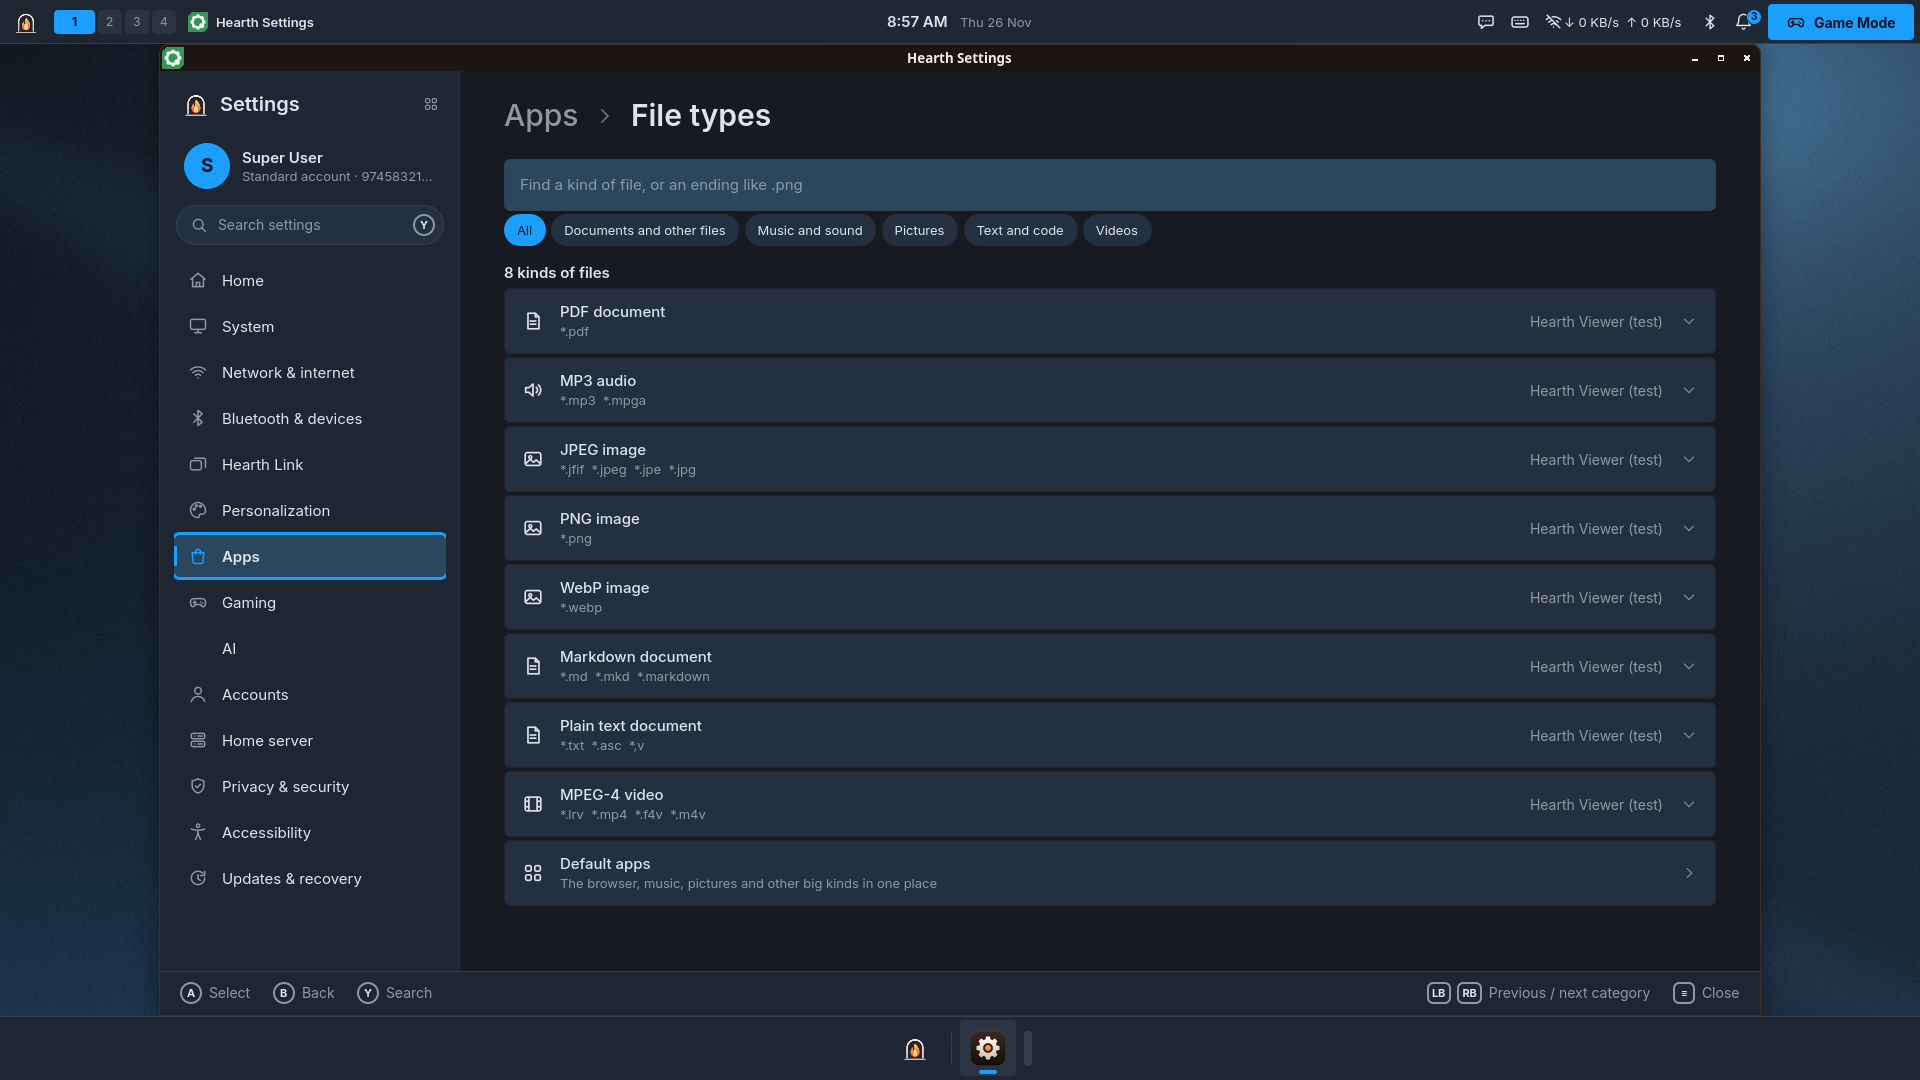 1 2 3 4 Hearth Settings
8:57 AM Thu 26 Nov
0 KB/s 0 KB/s
3
Game Mode
Hearth Settings
Settings
S
Super User
Standard account · 97458321...
Search settings Y
Home
System
Network & internet
Bluetooth & devices
Hearth Link
Personalization
Apps
Gaming
AI
Accounts
Home server
Privacy & security
Accessibility
Updates & recovery
Apps > File types
Find a kind of file, or an ending like .png
All Documents and other files Music and sound Pictures Text and code Videos
8 kinds of files
PDF document
*.pdf
Hearth Viewer (test)
MP3 audio
*.mp3 *.mpga
Hearth Viewer (test)
JPEG image
*.jfif *.jpeg *.jpe *.jpg
Hearth Viewer (test)
PNG image
*.png
Hearth Viewer (test)
WebP image
*.webp
Hearth Viewer (test)
Markdown document
*.md *.mkd *.markdown
Hearth Viewer (test)
Plain text document
*.txt *.asc *,v
Hearth Viewer (test)
MPEG-4 video
*.lrv *.mp4 *.f4v *.m4v
Hearth Viewer (test)
Default apps
The browser, music, pictures and other big kinds in one place
A Select B Back Y Search
LB RB Previous / next category Close